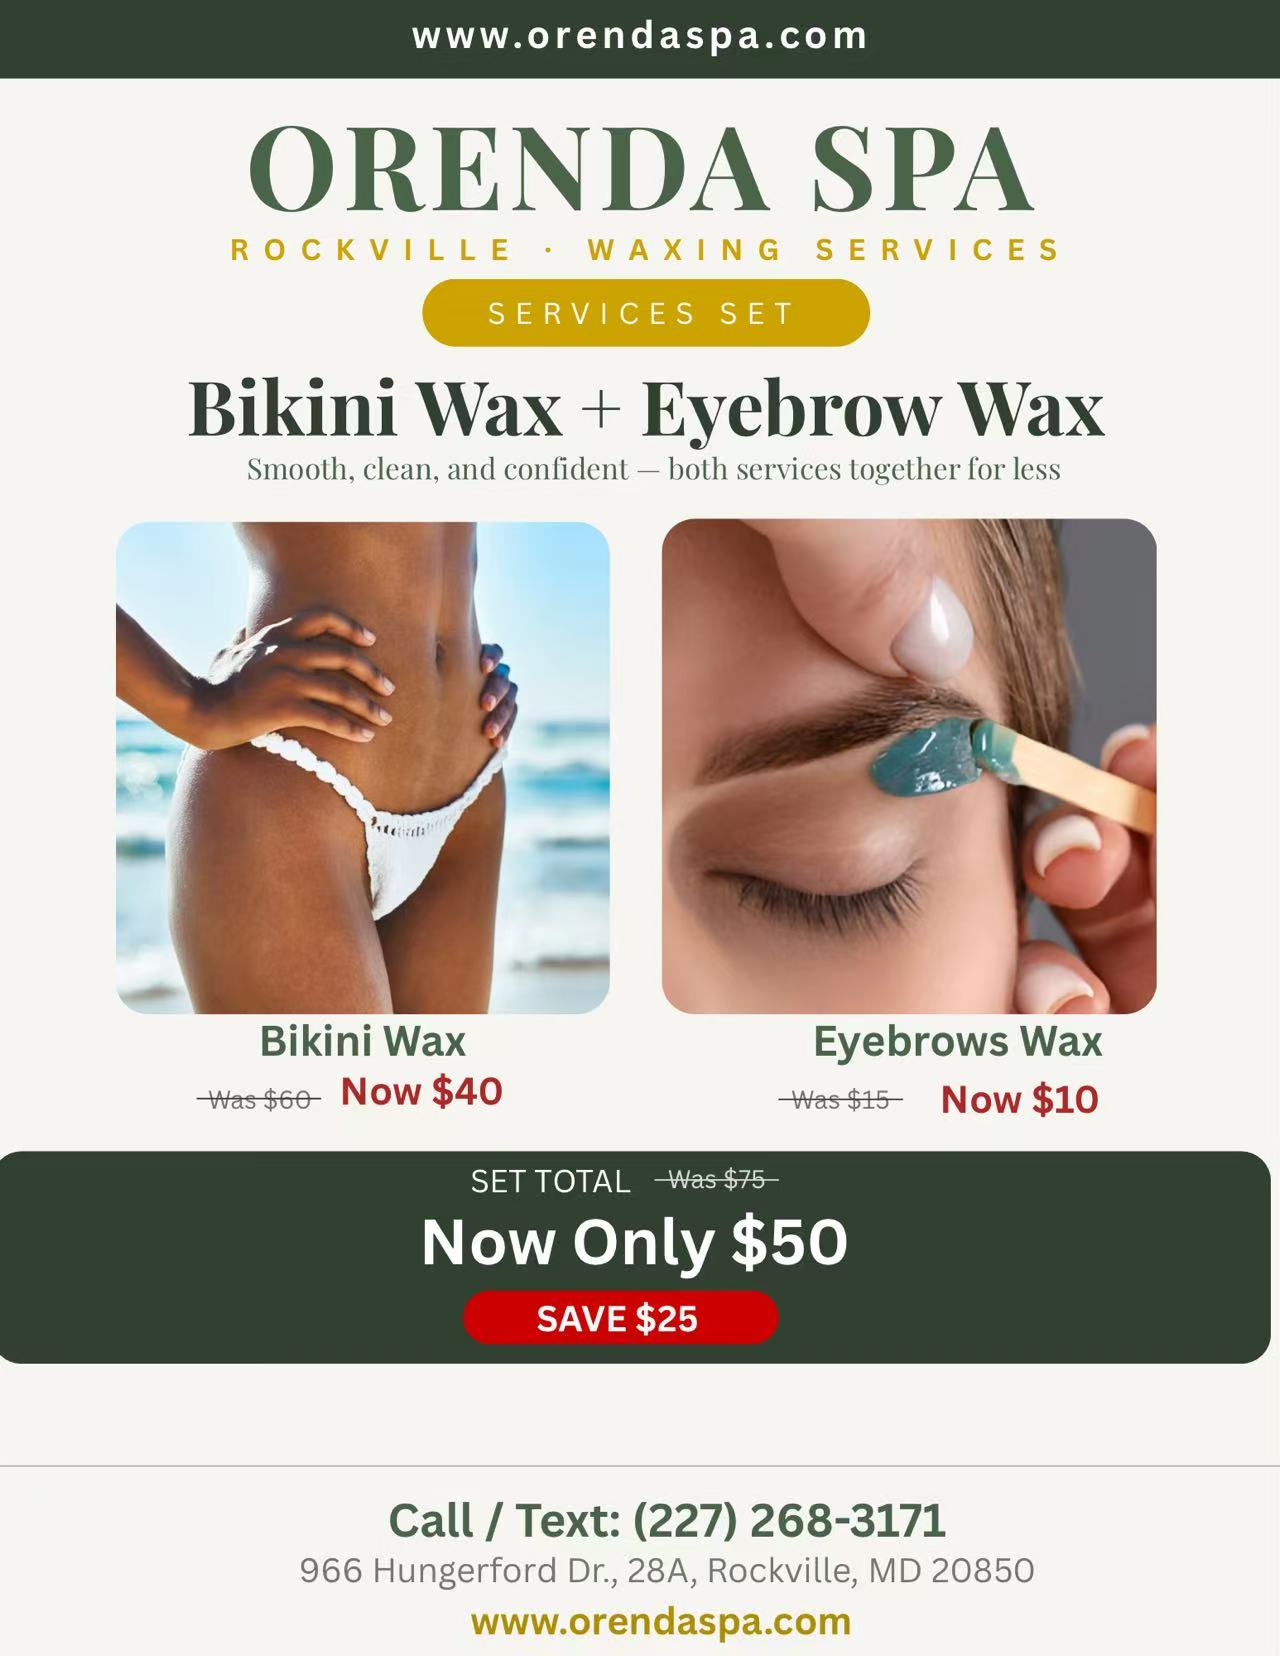 www.orendaspa.com
ORENDA SPA
ROCKVILLE · WAXING SERVICES
SERVICES SET
Bikini Wax + Eyebrow Wax
Smooth, clean, and confident — both services together for less
Bikini Wax
Was $60 Now $40
Eyebrows Wax
Was $15 Now $10
SET TOTAL Was $75
Now Only $50
SAVE $25
Call / Text: (227) 268-3171
966 Hungerford Dr., 28A, Rockville, MD 20850
www.orendaspa.com